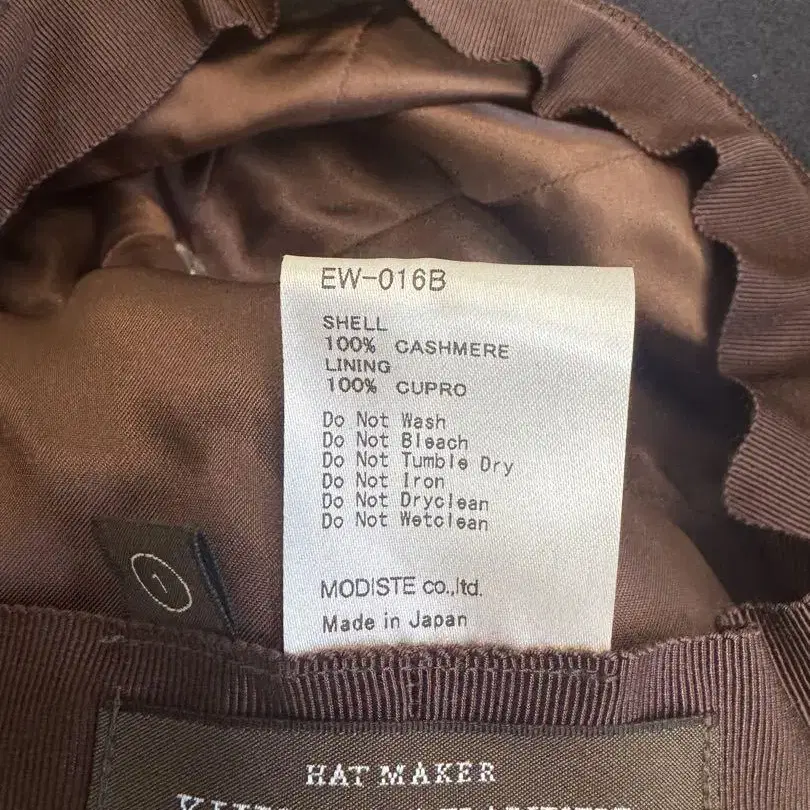 EW-016B
SHELL
100% CASHMERE
LINING
100% CUPRO
Do Not Wash
Do Not Bleach
Do Not Tumble Dry
Do Not Iron
Do Not Dryclean
Do Not Wetclean
MODISTE co.,ltd.
Made in Japan
1
HAT MAKER